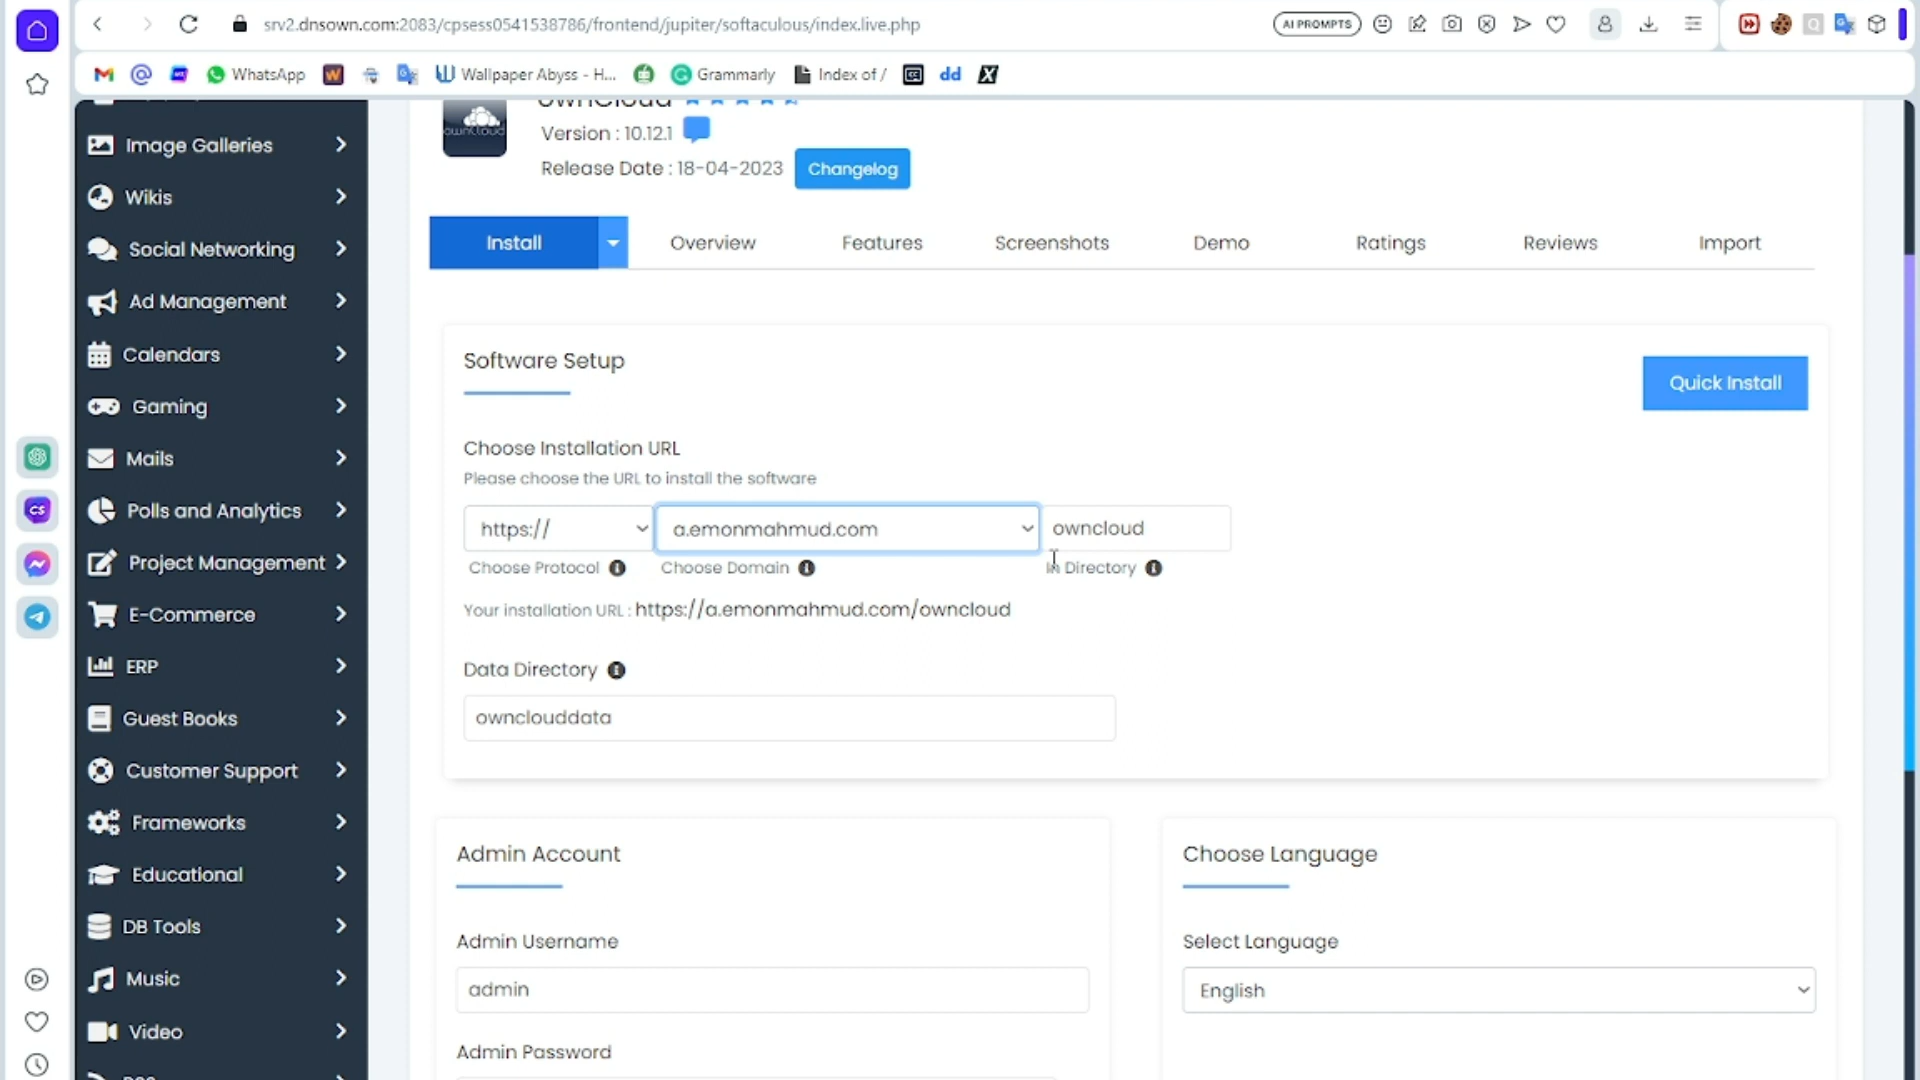 srv2.dnsown.com:2083/cpsess0541538786/frontend/jupiter/softaculous/index.live.php
AI PROMPTS
WhatsApp
Wallpaper Abyss - H...
Grammarly
Index of /
dd
X
Image Galleries
Wikis
Social Networking
Ad Management
Calendars
Gaming
Mails
Polls and Analytics
Project Management
E-Commerce
ERP
Guest Books
Customer Support
Frameworks
Educational
DB Tools
Music
Video
ownCloud
ownCloud
Version : 10.12.1
Release Date : 18-04-2023
Changelog
Install
Overview
Features
Screenshots
Demo
Ratings
Reviews
Import
Software Setup
Quick Install
Choose Installation URL
Please choose the URL to install the software
https://
a.emonmahmud.com
owncloud
Choose Protocol
Choose Domain
In Directory
Your installation URL : https://a.emonmahmud.com/owncloud
Data Directory
ownclouddata
Admin Account
Admin Username
admin
Admin Password
Choose Language
Select Language
English